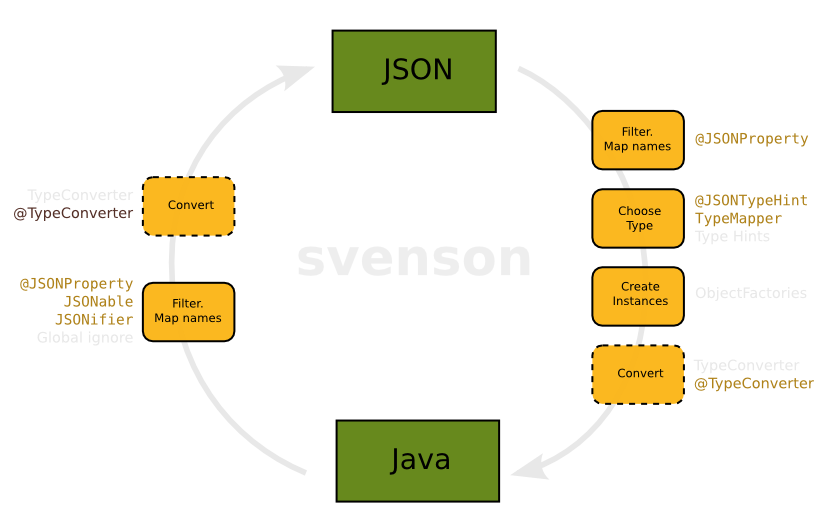 JSON
Filter.
Map names
@JSONProperty
Choose
Type
@JSONTypeHint
TypeMapper
Type Hints
Create
Instances
ObjectFactories
Convert
TypeConverter
@TypeConverter
Java
svenson
TypeConverter
@TypeConverter
Convert
@JSONProperty
JSONable
JSONifier
Global ignore
Filter.
Map names